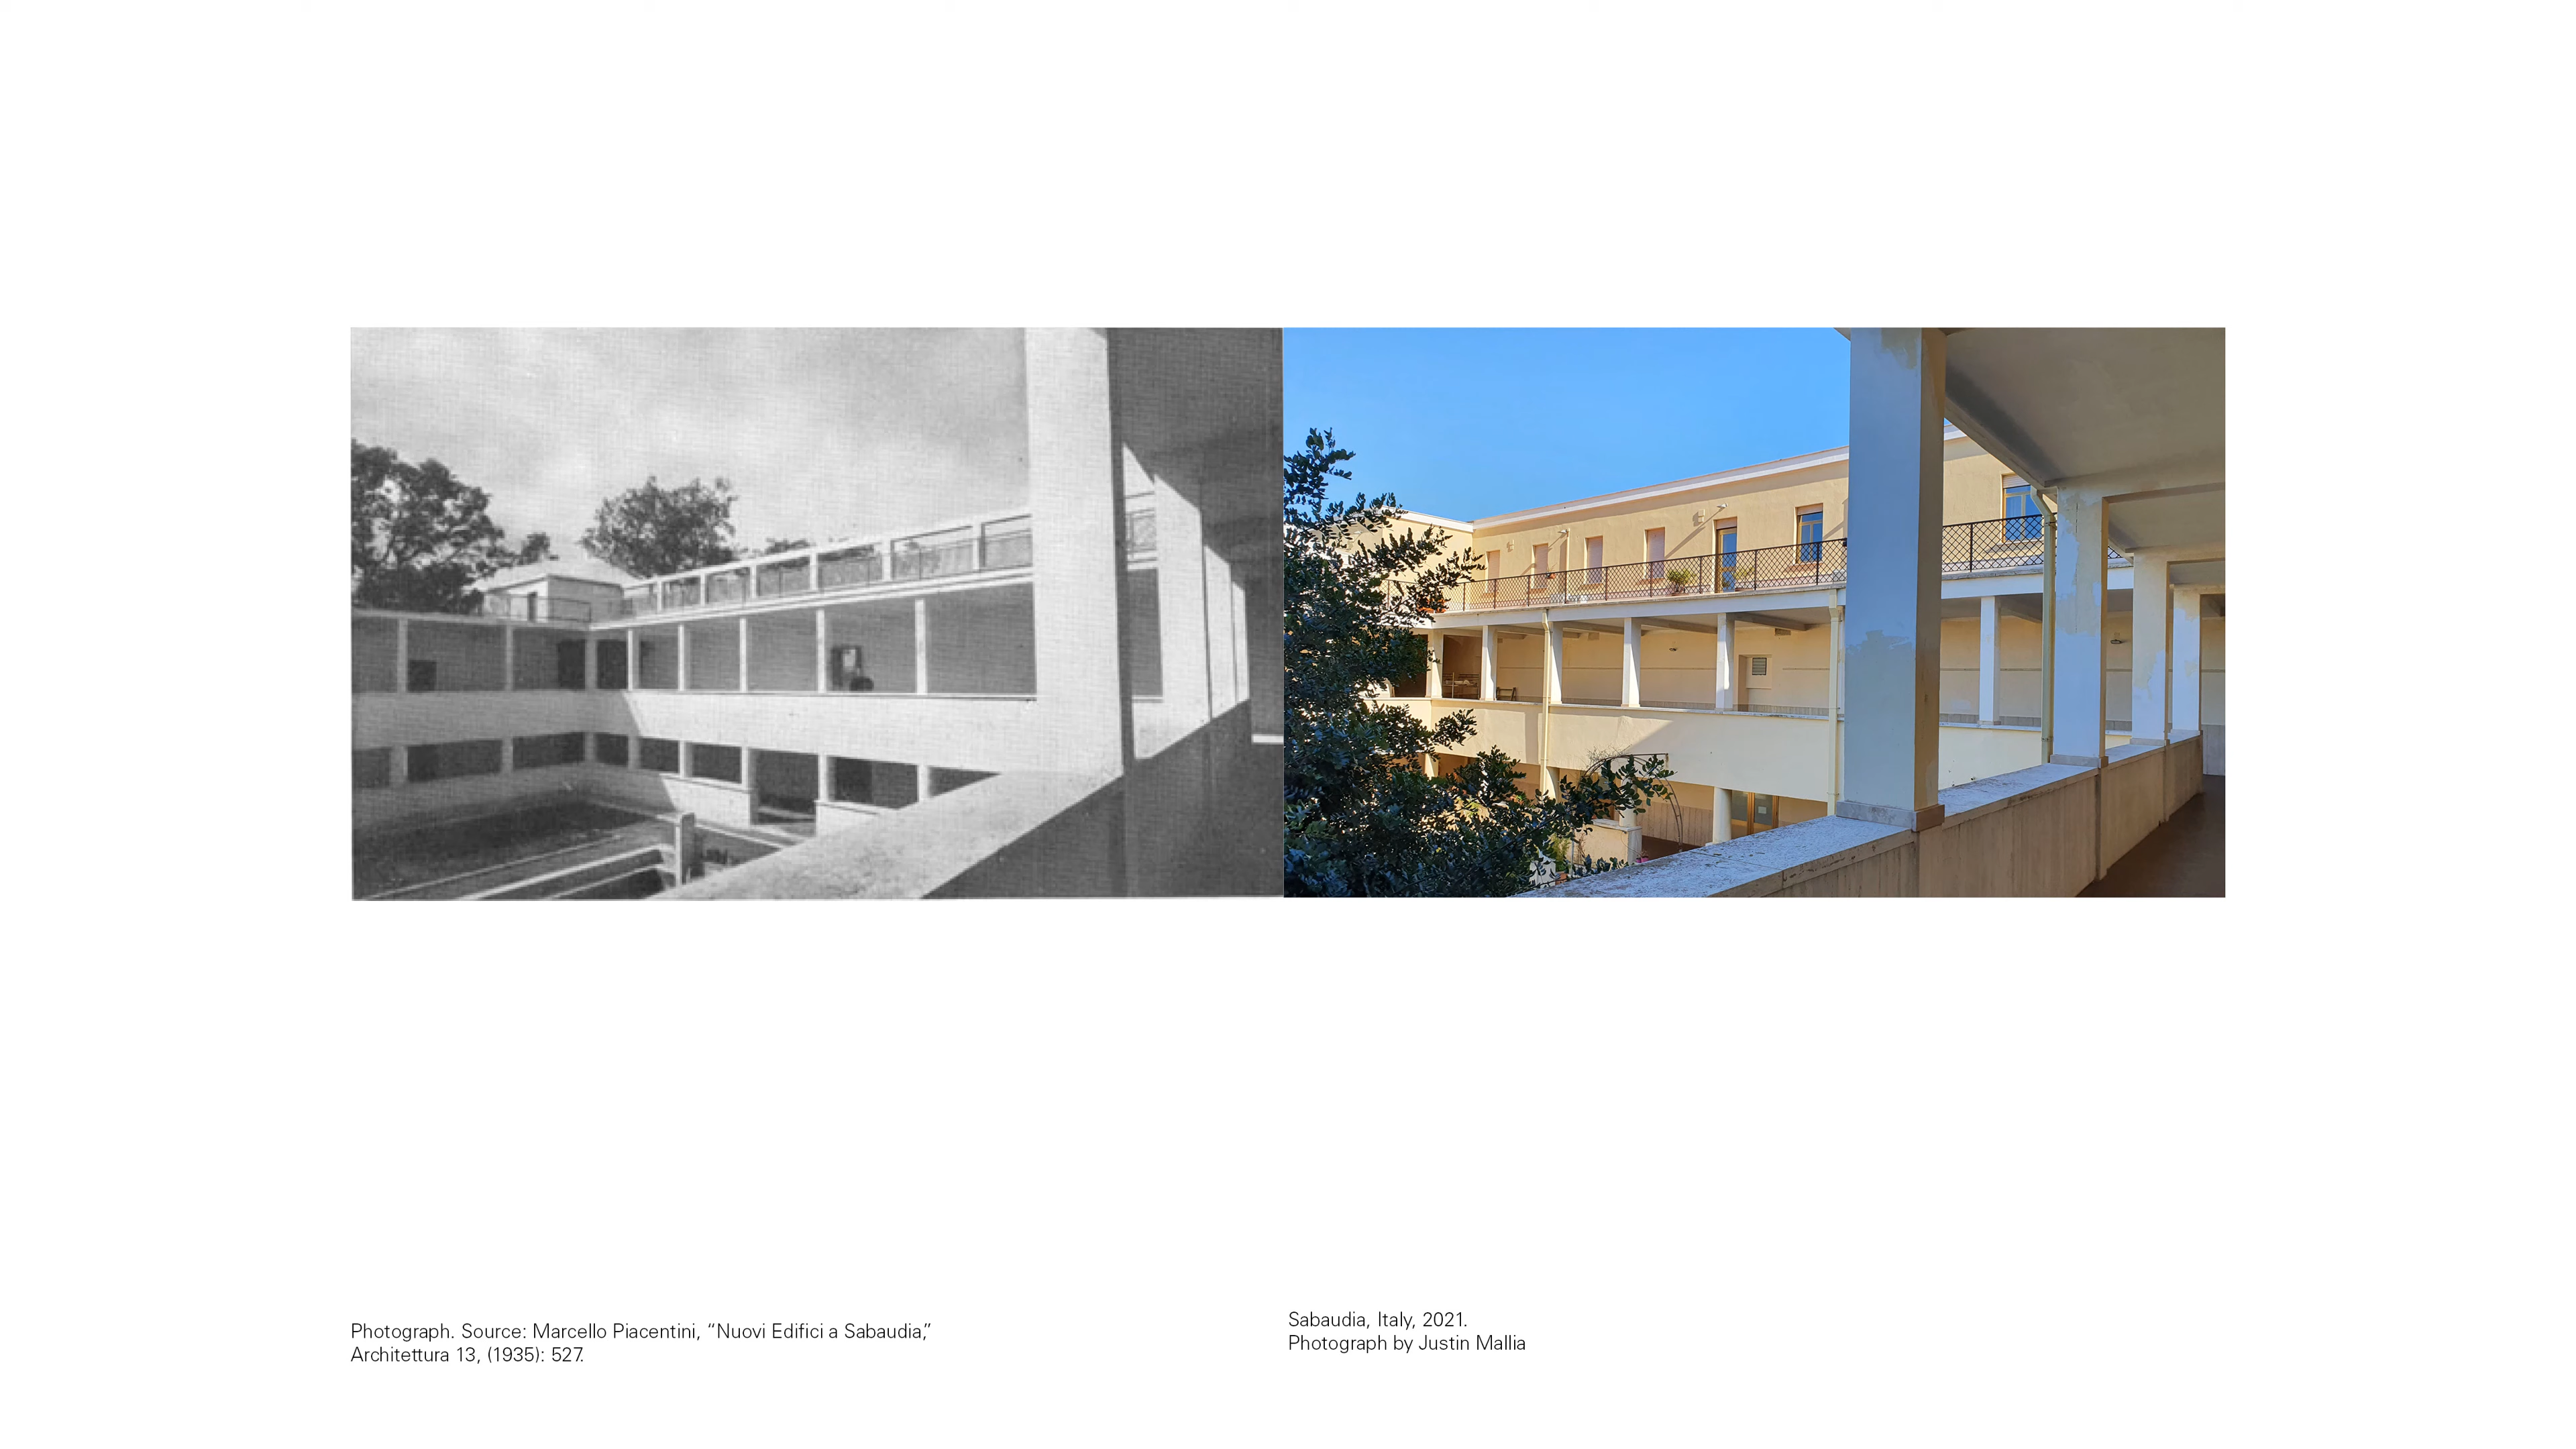 Photograph. Source: Marcello Piacentini, “Nuovi Edifici a Sabaudia,”
Architettura 13, (1935): 527.
Sabaudia, Italy, 2021.
Photograph by Justin Mallia